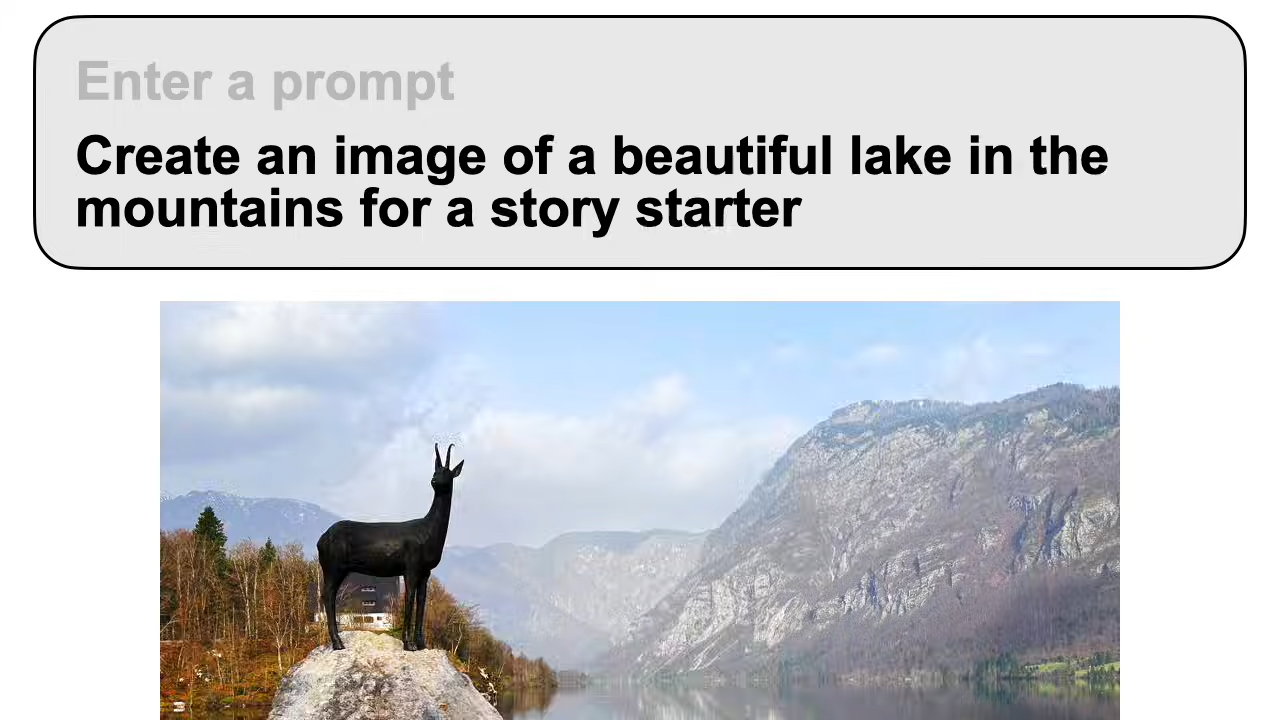 Enter a prompt
Create an image of a beautiful lake in the
mountains for a story starter